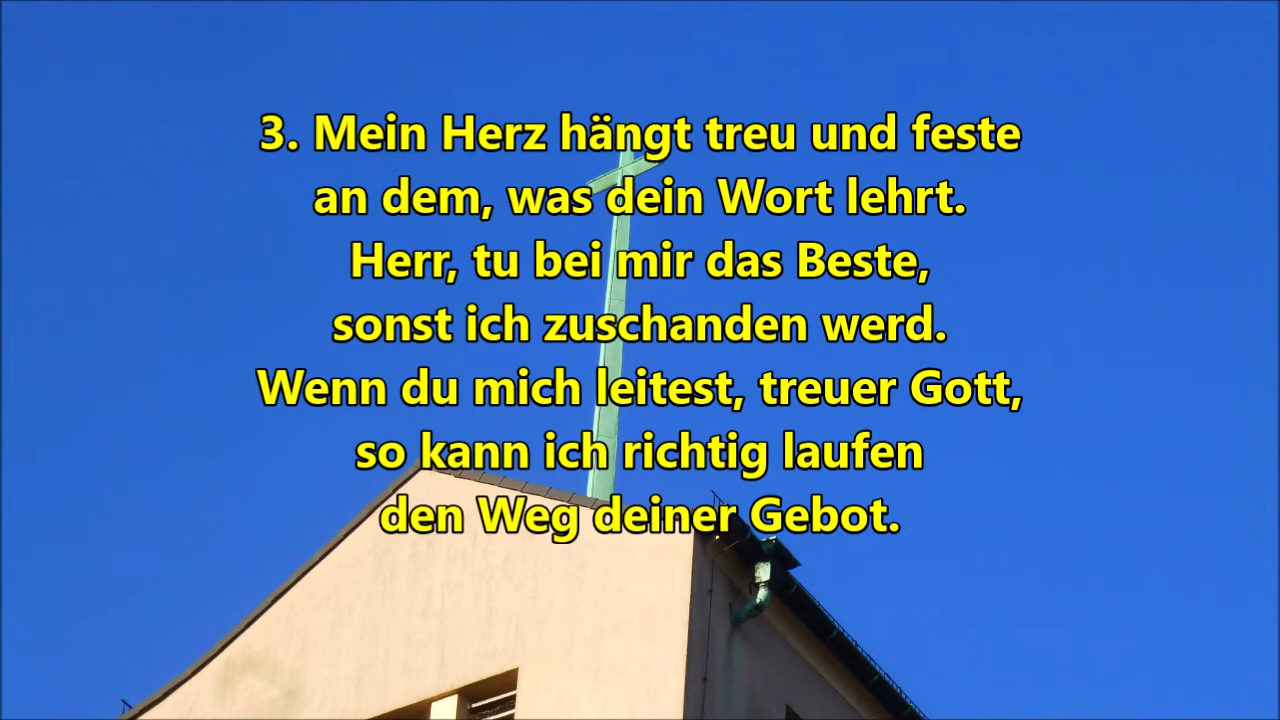 3. Mein Herz hängt treu und feste
an dem, was dein Wort lehrt.
Herr, tu bei mir das Beste,
sonst ich zuschanden werd.
Wenn du mich leitest, treuer Gott,
so kann ich richtig laufen
den Weg deiner Gebot.